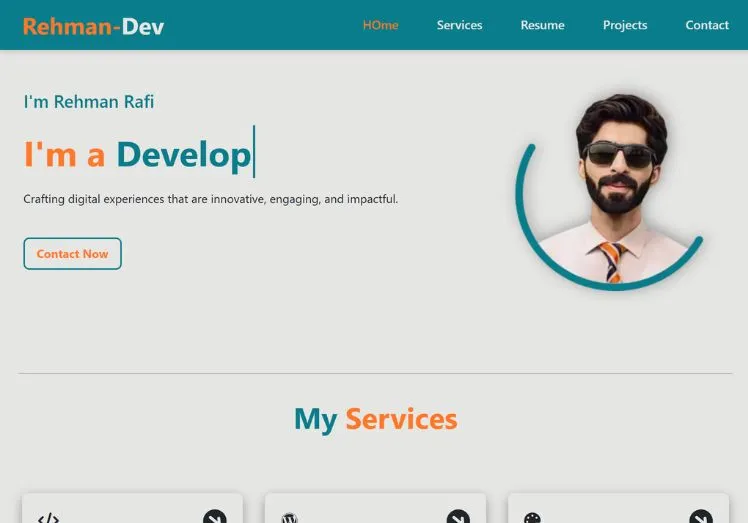 Rehman-Dev
HOme Services Resume Projects Contact
I'm Rehman Rafi
I'm a Develop
Crafting digital experiences that are innovative, engaging, and impactful.
Contact Now
My Services